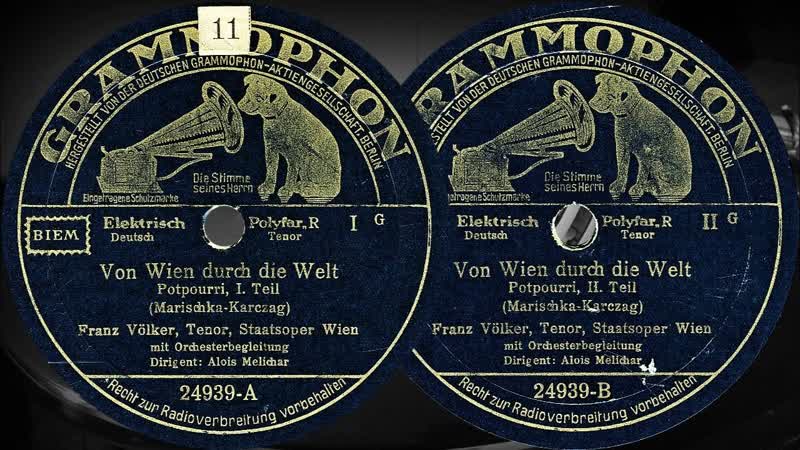 11
GRAMMOPHON
HERGESTELLT VON DER DEUTSCHEN GRAMMOPHON-AKTIENGESELLSCHAFT. BERLIN
Die Stimme
seines Herrn
Eingetragene Schutzmarke
BIEM
Elektrisch Polyfar„R I G
Deutsch Tenor
Von Wien durch die Welt
Potpourri, I. Teil
(Marischka-Karczag)
Franz Völker, Tenor, Staatsoper Wien
mit Orchesterbegleitung
Dirigent: Alois Melichar
24939-A
Recht zur Radioverbreitung vorbehalten
RAMMOPHON
HERGESTELLT VON DER DEUTSCHEN GRAMMOPHON-AKTIENGESELLSCHAFT. BERLIN
Die Stimme
seines Herrn
getragene Schutzmarke
Elektrisch Polyfar„R II G
Deutsch Tenor
Von Wien durch die Welt
Potpourri, II. Teil
(Marischka-Karczag)
Franz Völker, Tenor, Staatsoper Wien
mit Orchesterbegleitung
Dirigent: Alois Melichar
24939-B
Recht zur Radioverbreitung vorbehalten